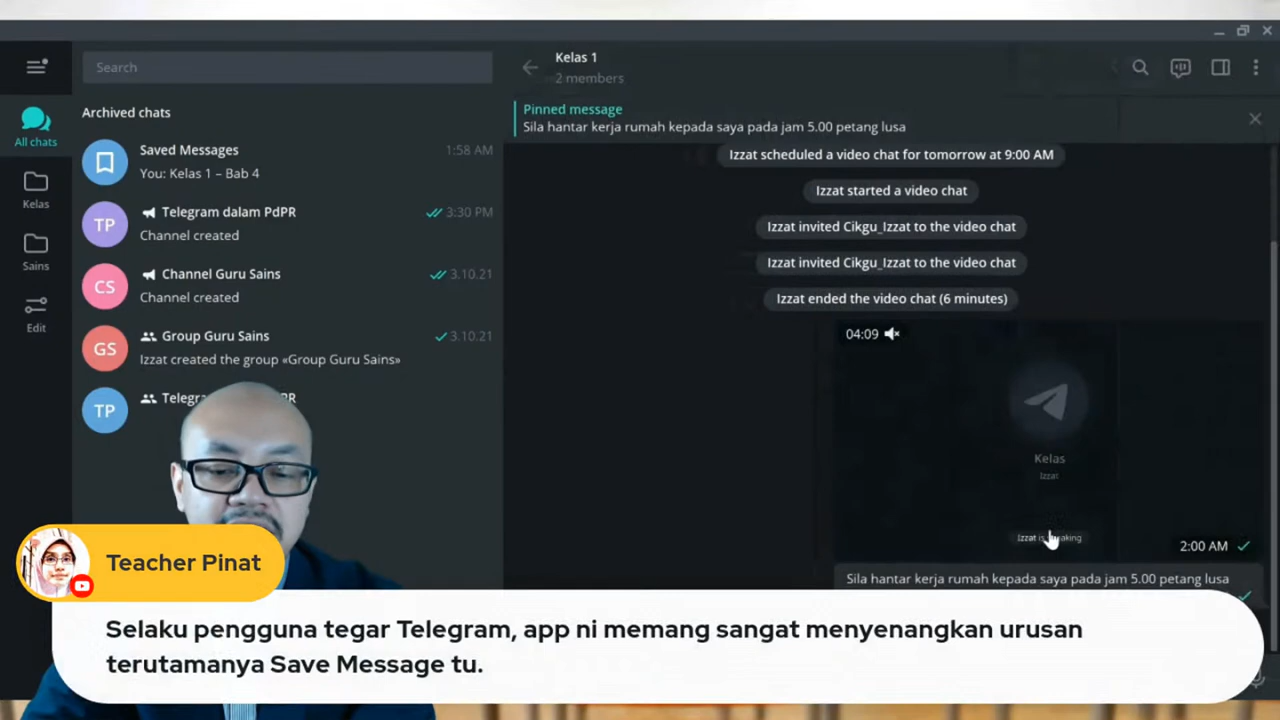 Search
Kelas 1
2 members
Archived chats
Pinned message
Sila hantar kerja rumah kepada saya pada jam 5.00 petang lusa
All chats
Kelas
Sains
Edit
Saved Messages
1:58 AM
You: Kelas 1 – Bab 4
TP
Telegram dalam PdPR
3:30 PM
Channel created
CS
Channel Guru Sains
3.10.21
Channel created
GS
Group Guru Sains
3.10.21
Izzat created the group «Group Guru Sains»
TP
Izzat scheduled a video chat for tomorrow at 9:00 AM
Izzat started a video chat
Izzat invited Cikgu_Izzat to the video chat
Izzat invited Cikgu_Izzat to the video chat
Izzat ended the video chat (6 minutes)
04:09
Kelas
Izzat
Izzat is
2:00 AM
Sila hantar kerja rumah kepada saya pada jam 5.00 petang lusa
Teacher Pinat
Selaku pengguna tegar Telegram, app ni memang sangat menyenangkan urusan
terutamanya Save Message tu.